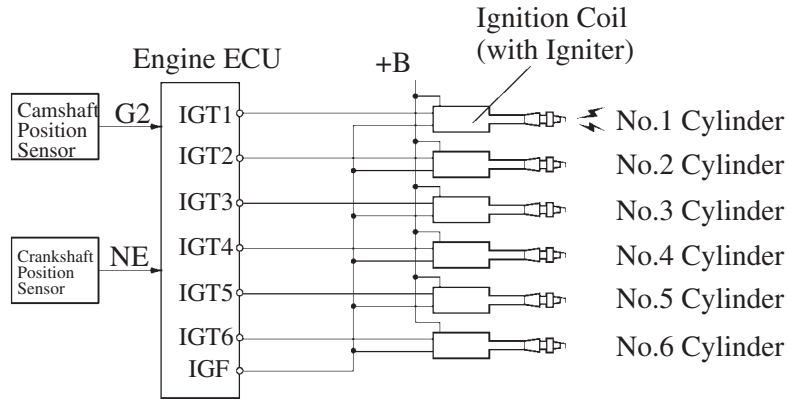 Ignition Coil
(with Igniter)
Engine ECU
+B
Camshaft
Position
Sensor
G2
IGT1
No.1 Cylinder
IGT2
No.2 Cylinder
IGT3
No.3 Cylinder
Crankshaft
Position
Sensor
NE
IGT4
No.4 Cylinder
IGT5
No.5 Cylinder
IGT6
No.6 Cylinder
IGF